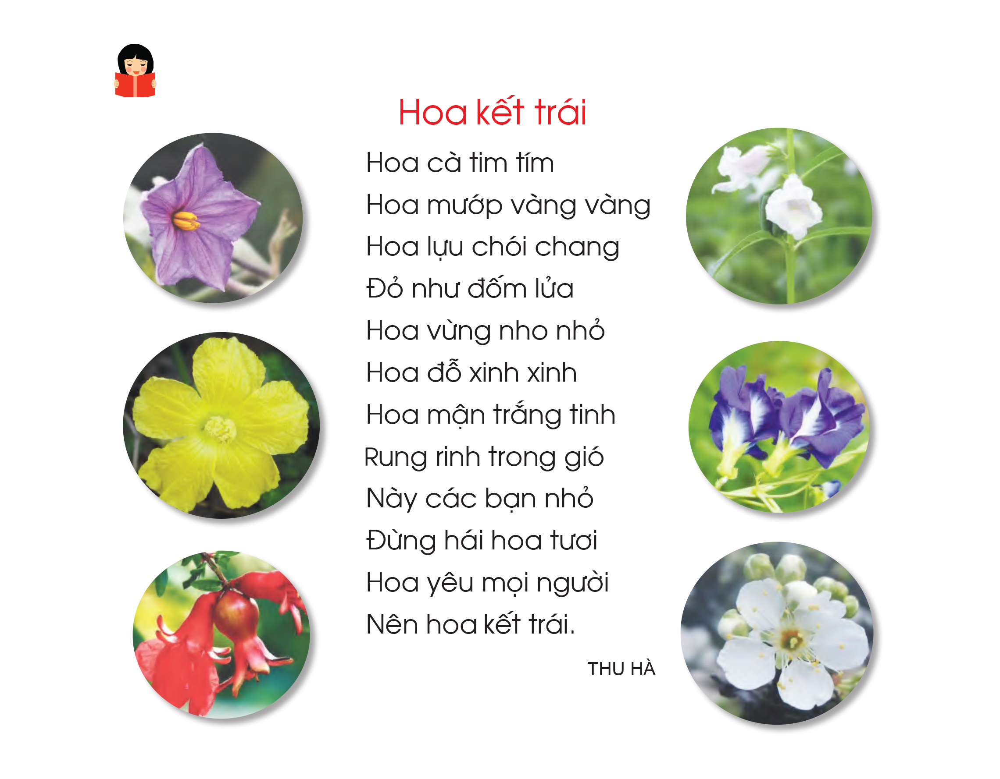 Hoa kết trái
Hoa cà tim tím
Hoa mướp vàng vàng
Hoa lựu chói chang
Đỏ như đốm lửa
Hoa vừng nho nhỏ
Hoa đỗ xinh xinh
Hoa mận trắng tinh
Rung rinh trong gió
Này các bạn nhỏ
Đừng hái hoa tươi
Hoa yêu mọi người
Nên hoa kết trái.
THU HÀ